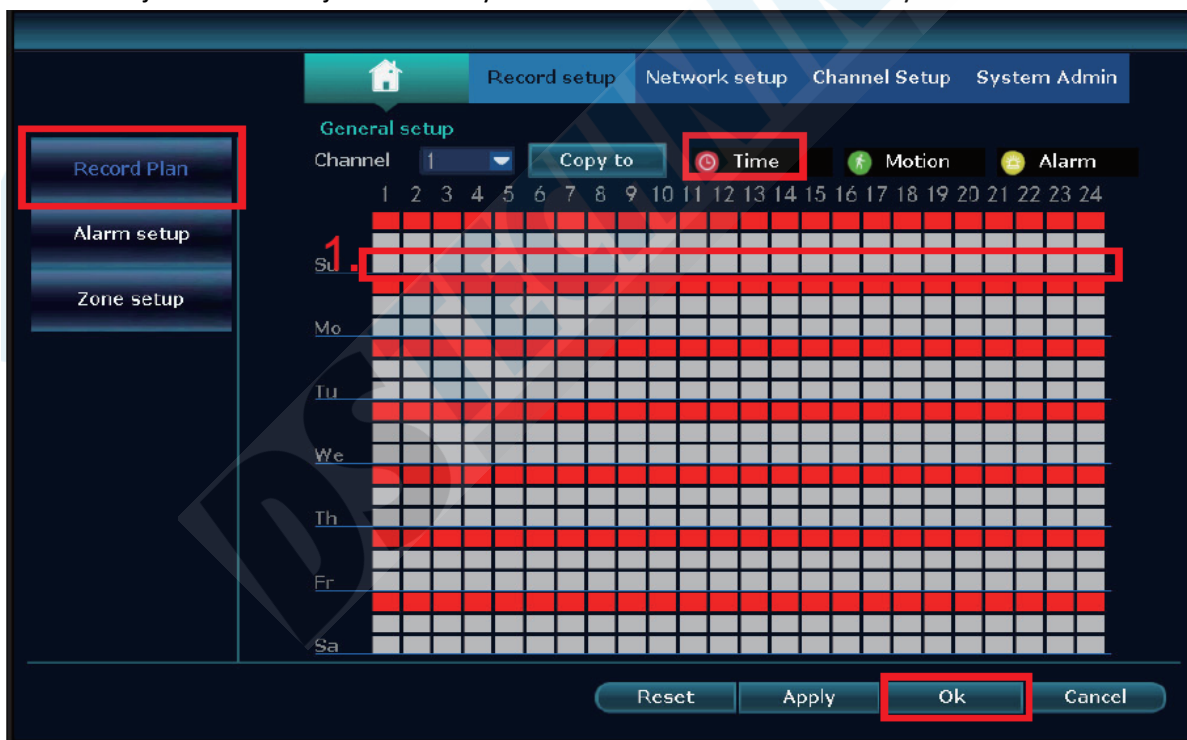 Record setup Network setup Channel Setup System Admin
General setup
Record Plan
Channel 1 Copy to Time Motion Alarm
1 2 3 4 5 6 7 8 9 10 11 12 13 14 15 16 17 18 19 20 21 22 23 24
Alarm setup
1.
Su
Zone setup
Mo
Tu
We
Th
Fr
Sa
Reset Apply Ok Cancel